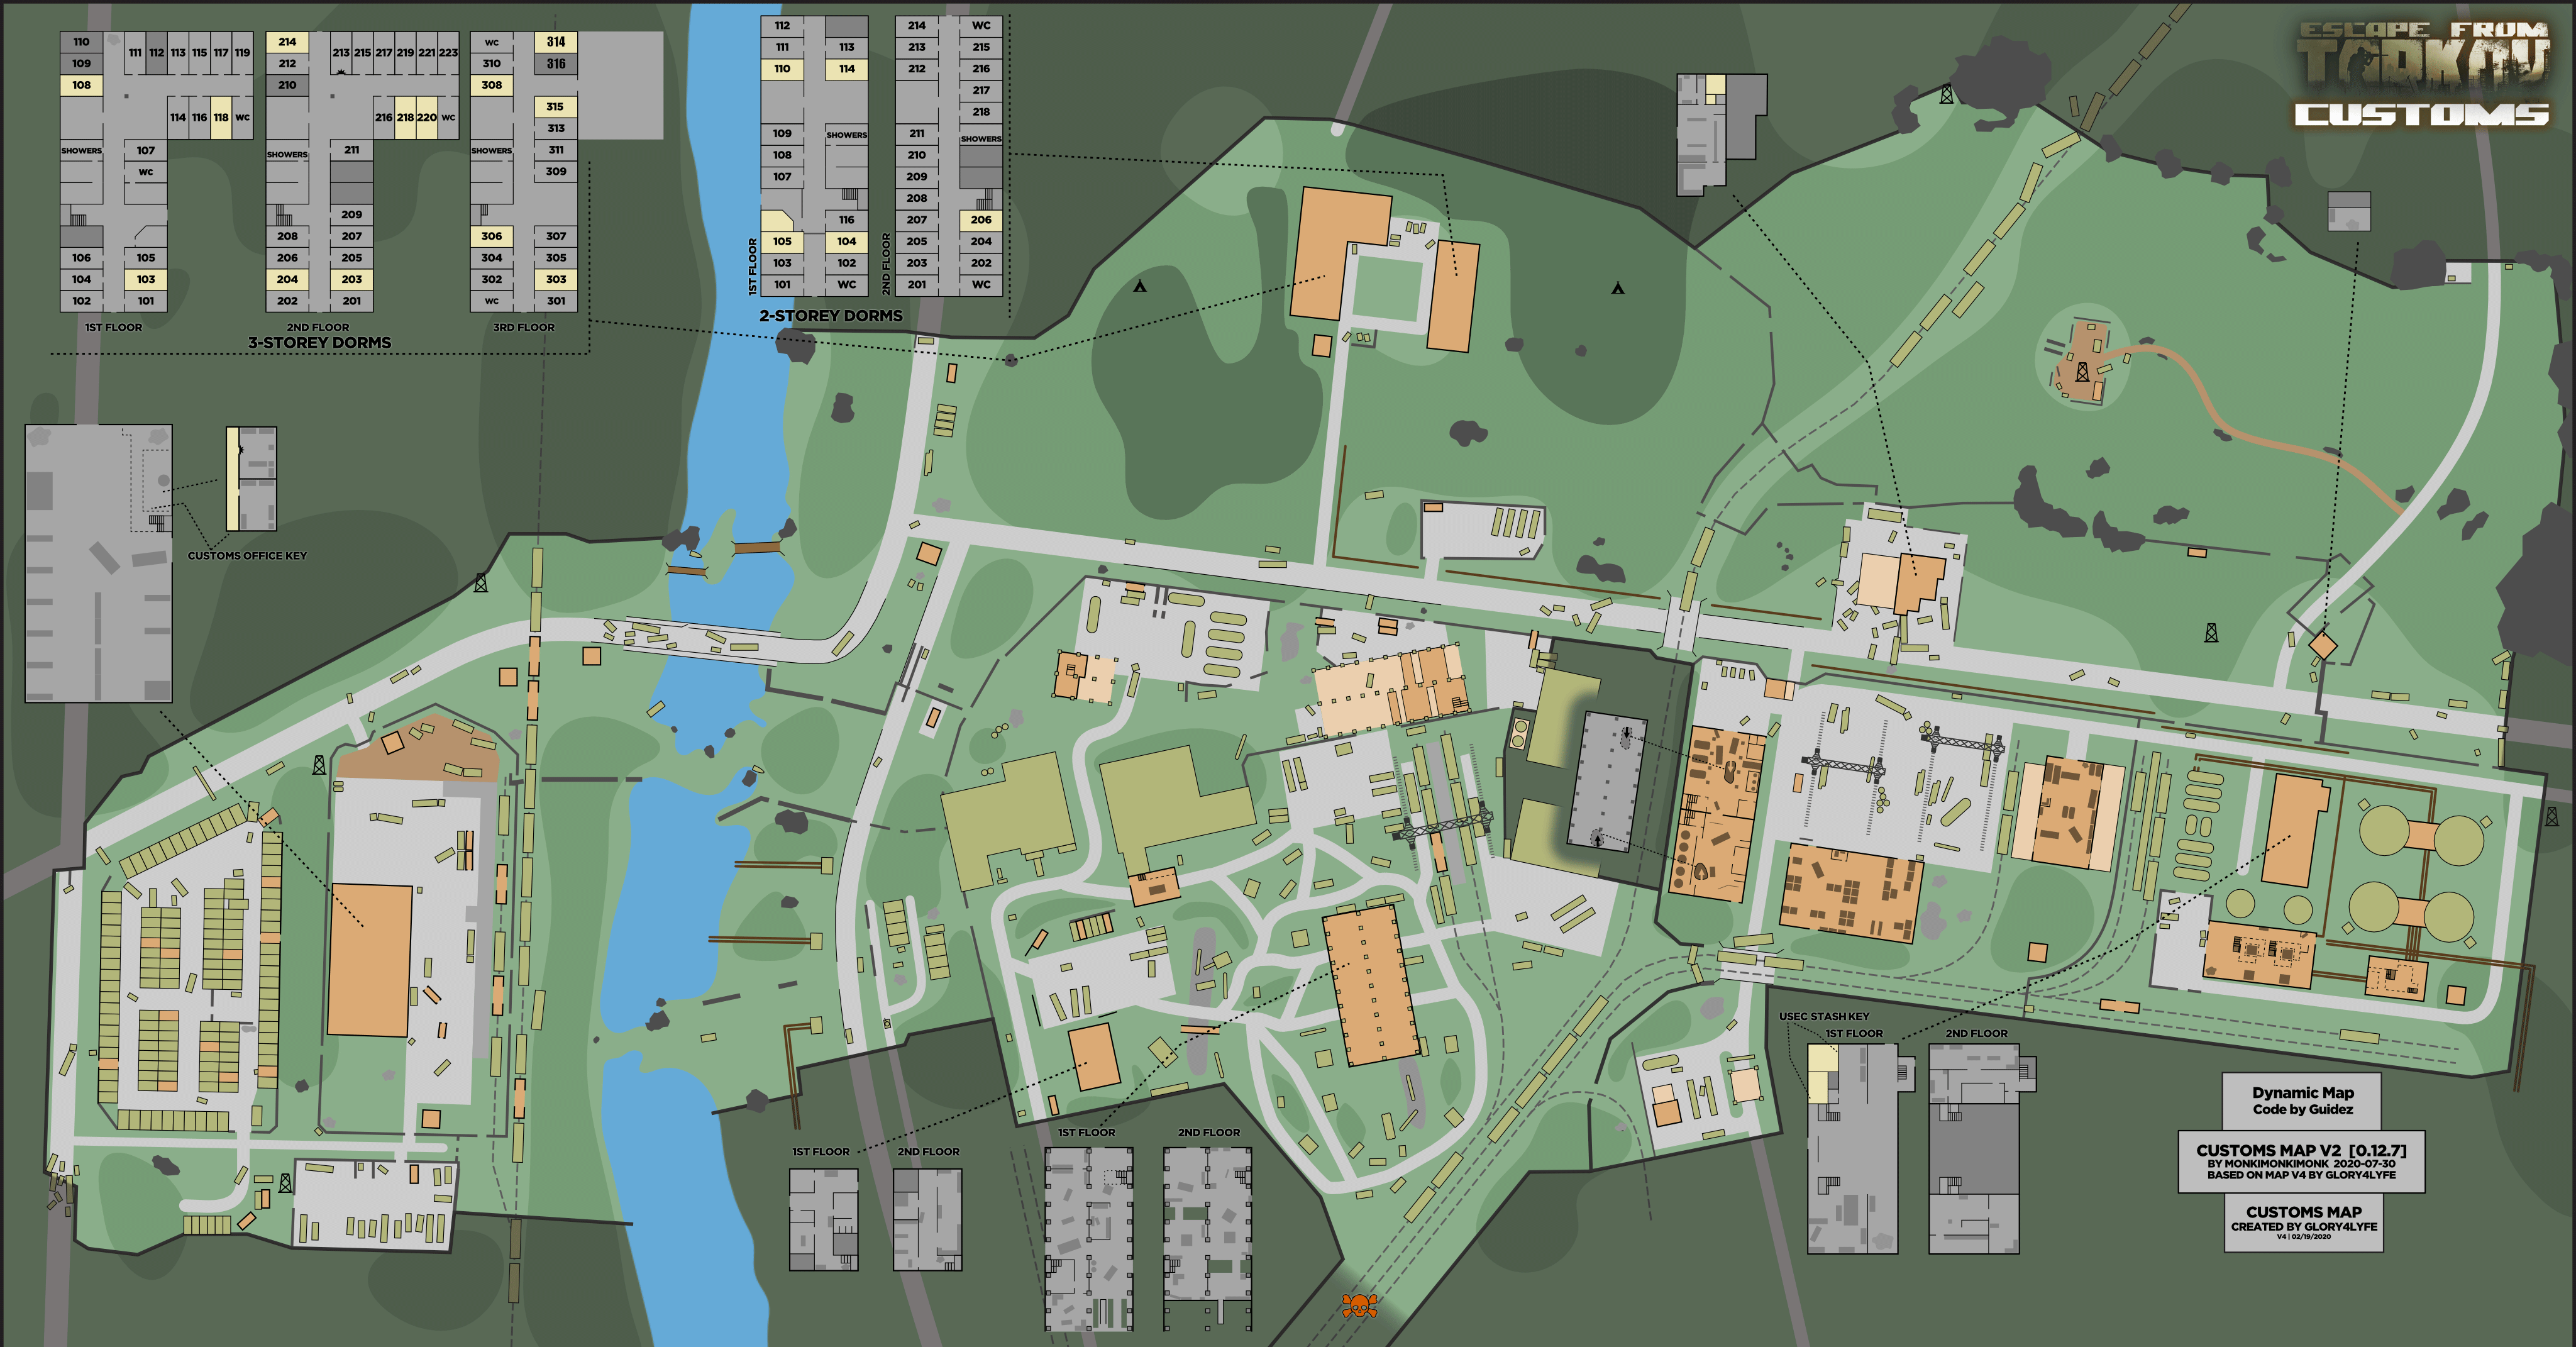 ESCAPE FROM
TARKOV
CUSTOMS
110
109
108
111 112 113 115 117 119
114 116 118 WC
SHOWERS
107
WC
106 105
104 103
102 101
1ST FLOOR
214
212
210
213 215 217 219 221 223
216 218 220 WC
SHOWERS
211
209
208 207
206 205
204 203
202 201
2ND FLOOR
WC 314
310 316
308
315
313
SHOWERS 311
309
306 307
304 305
302 303
WC 301
3RD FLOOR
3-STOREY DORMS
112
111 113
110 114
109 SHOWERS
108
107
116
105 104
103 102
101 WC
1ST FLOOR
214 WC
213 215
212 216
217
218
211 SHOWERS
210
209
208
207 206
205 204
203 202
201 WC
2ND FLOOR
2-STOREY DORMS
CUSTOMS OFFICE KEY
1ST FLOOR
2ND FLOOR
1ST FLOOR
2ND FLOOR
USEC STASH KEY
1ST FLOOR
2ND FLOOR
Dynamic Map
Code by Guidez
CUSTOMS MAP V2 [0.12.7]
BY MONKIMONKIMONK 2020-07-30
BASED ON MAP V4 BY GLORY4LYFE
CUSTOMS MAP
CREATED BY GLORY4LYFE
V4 | 02/19/2020